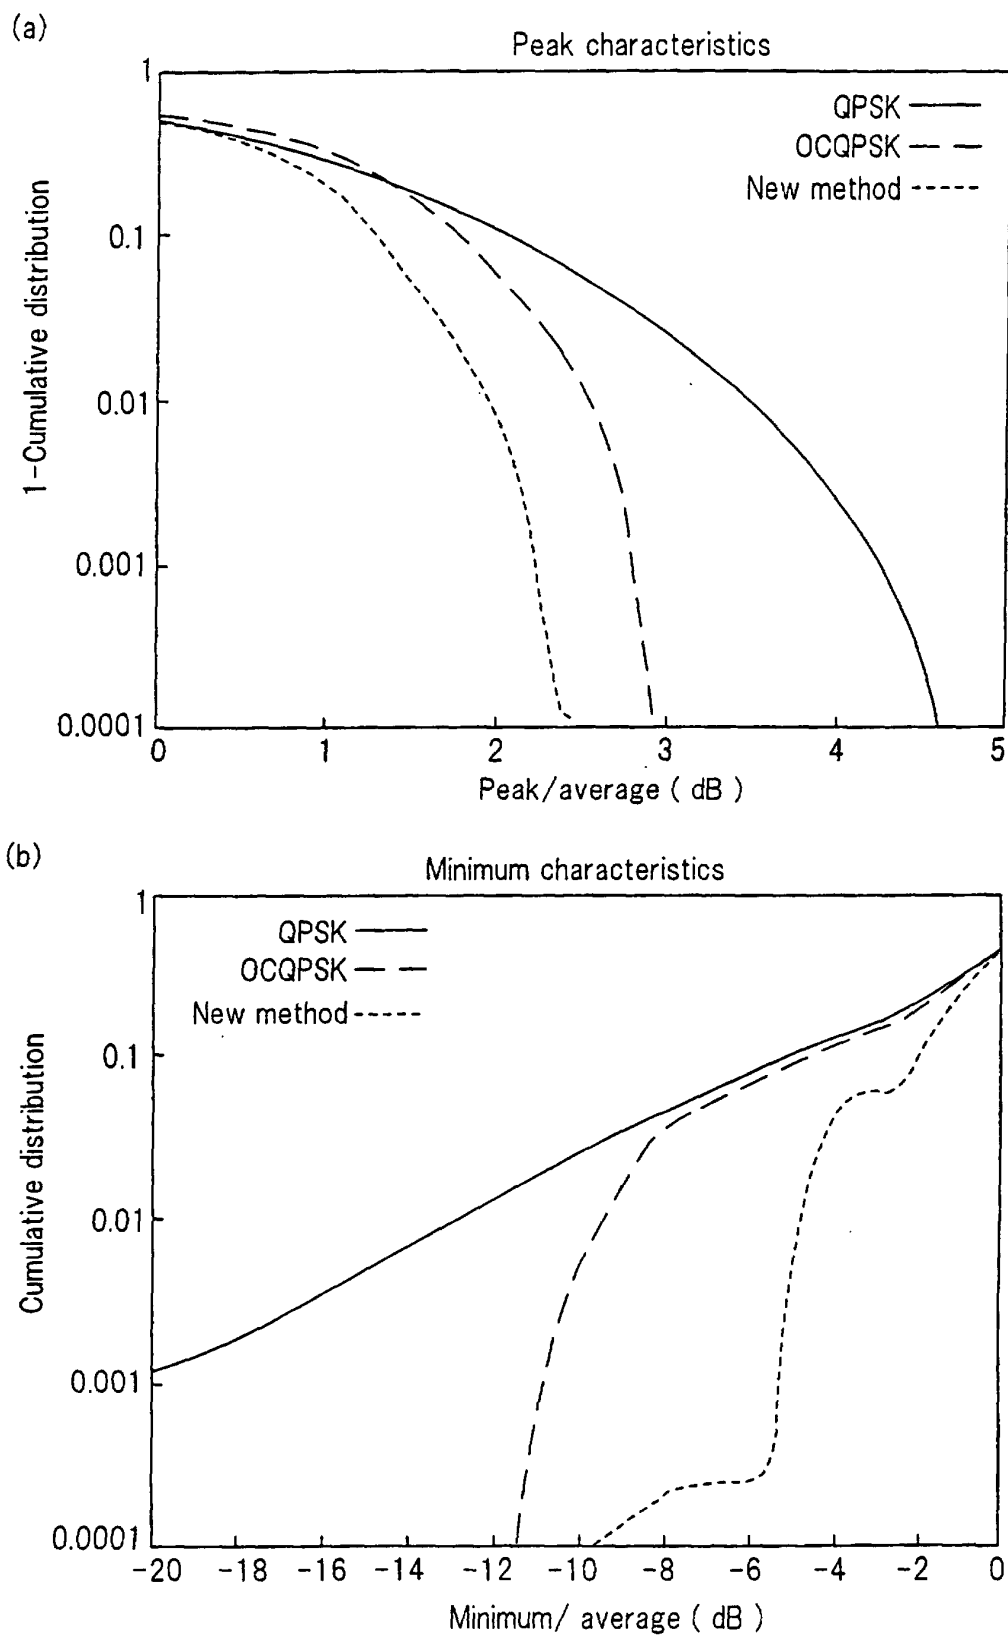 (a)
Peak characteristics
QPSK
OCQPSK
New method
1-Cumulative distribution
1
0.1
0.01
0.001
0.0001
0 1 2 3 4 5
Peak/average ( dB )
(b)
Minimum characteristics
QPSK
OCQPSK
New method
Cumulative distribution
1
0.1
0.01
0.001
0.0001
-20 -18 -16 -14 -12 -10 -8 -6 -4 -2 0
Minimum/ average ( dB )